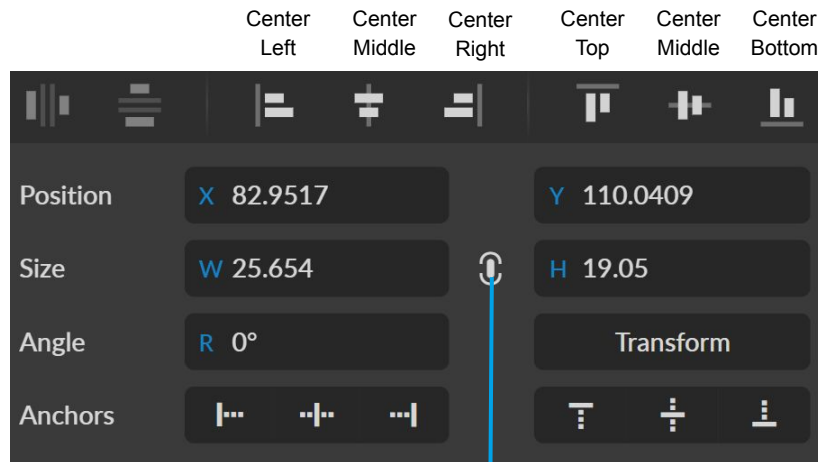 Center Center Center Center Center Center
Left Middle Right Top Middle Bottom
Position X 82.9517 Y 110.0409
Size W 25.654 H 19.05
Angle R 0° Transform
Anchors